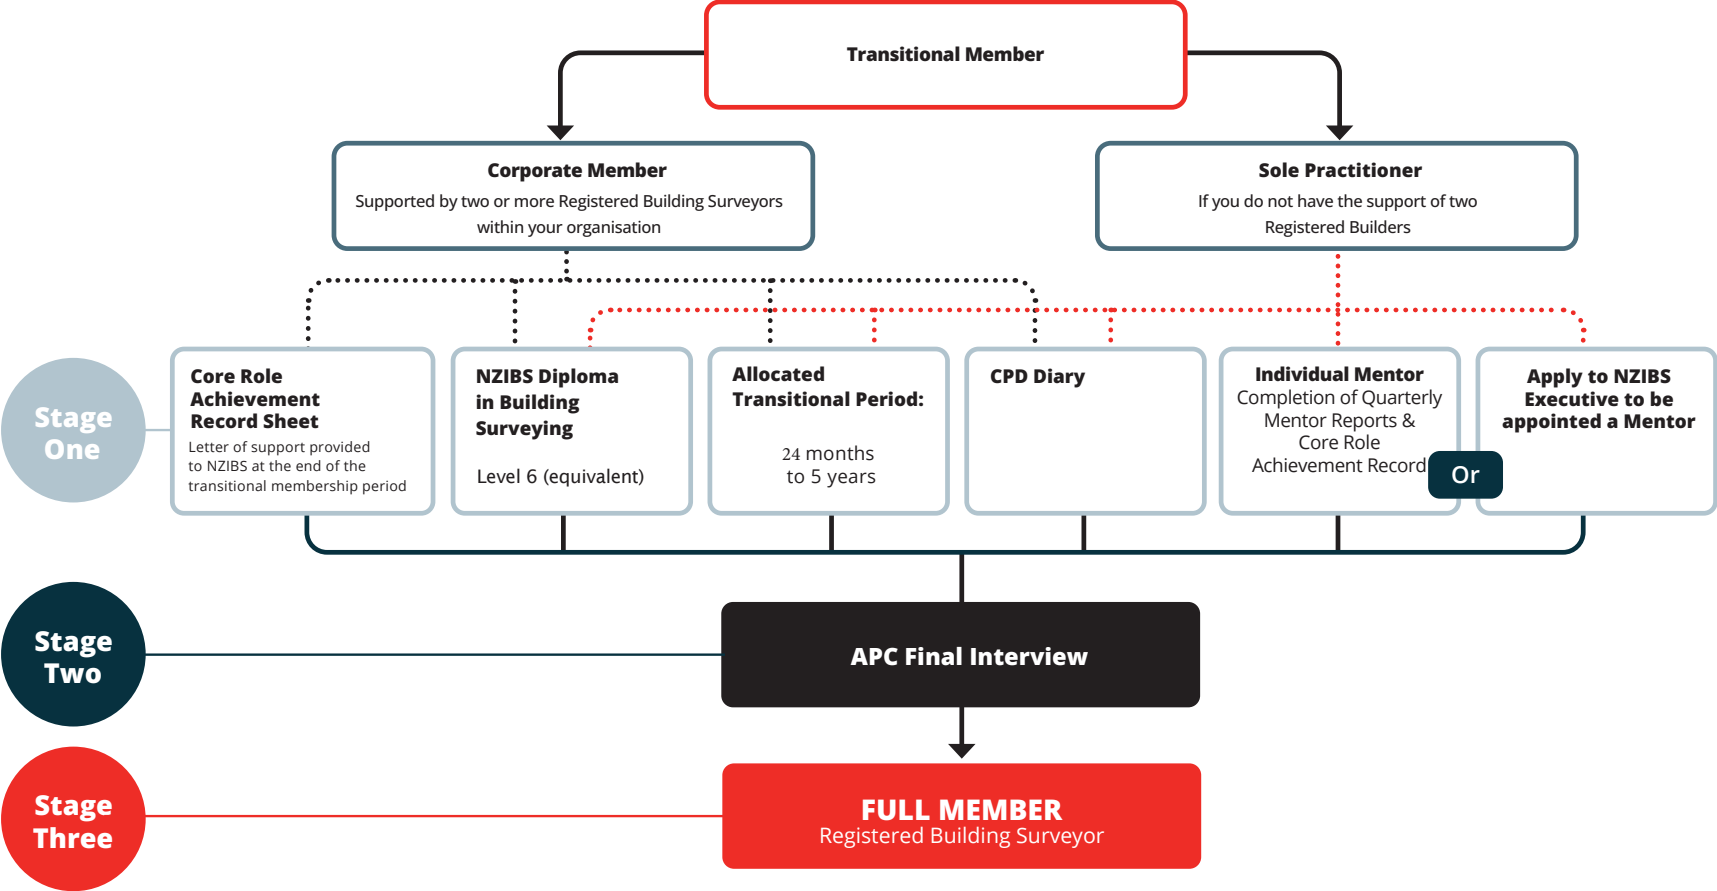 Transitional Member
Corporate Member
Supported by two or more Registered Building Surveyors
within your organisation
Sole Practitioner
If you do not have the support of two
Registered Builders
Stage
One
Core Role
Achievement
Record Sheet
Letter of support provided
to NZIBS at the end of the
transitional membership period
NZIBS Diploma
in Building
Surveying
Level 6 (equivalent)
Allocated
Transitional Period:
24 months
to 5 years
CPD Diary
Individual Mentor
Completion of Quarterly
Mentor Reports &
Core Role
Achievement Record
Or
Apply to NZIBS
Executive to be
appointed a Mentor
Stage
Two
APC Final Interview
Stage
Three
FULL MEMBER
Registered Building Surveyor